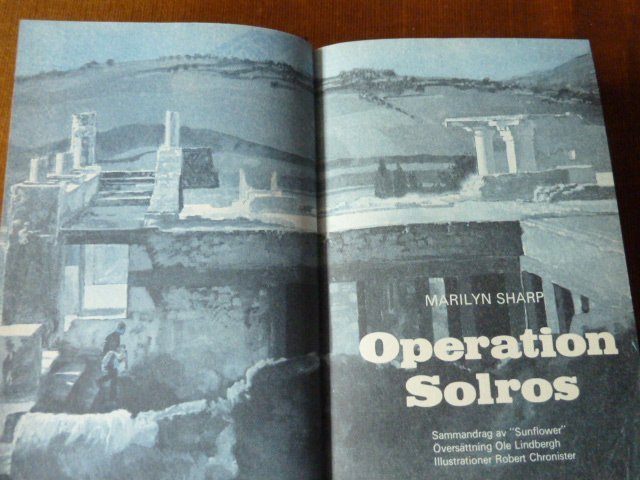 MARILYN SHARP
Operation
Solros
Sammandrag av "Sunflower"
Översättning Ole Lindbergh
Illustrationer Robert Chronister